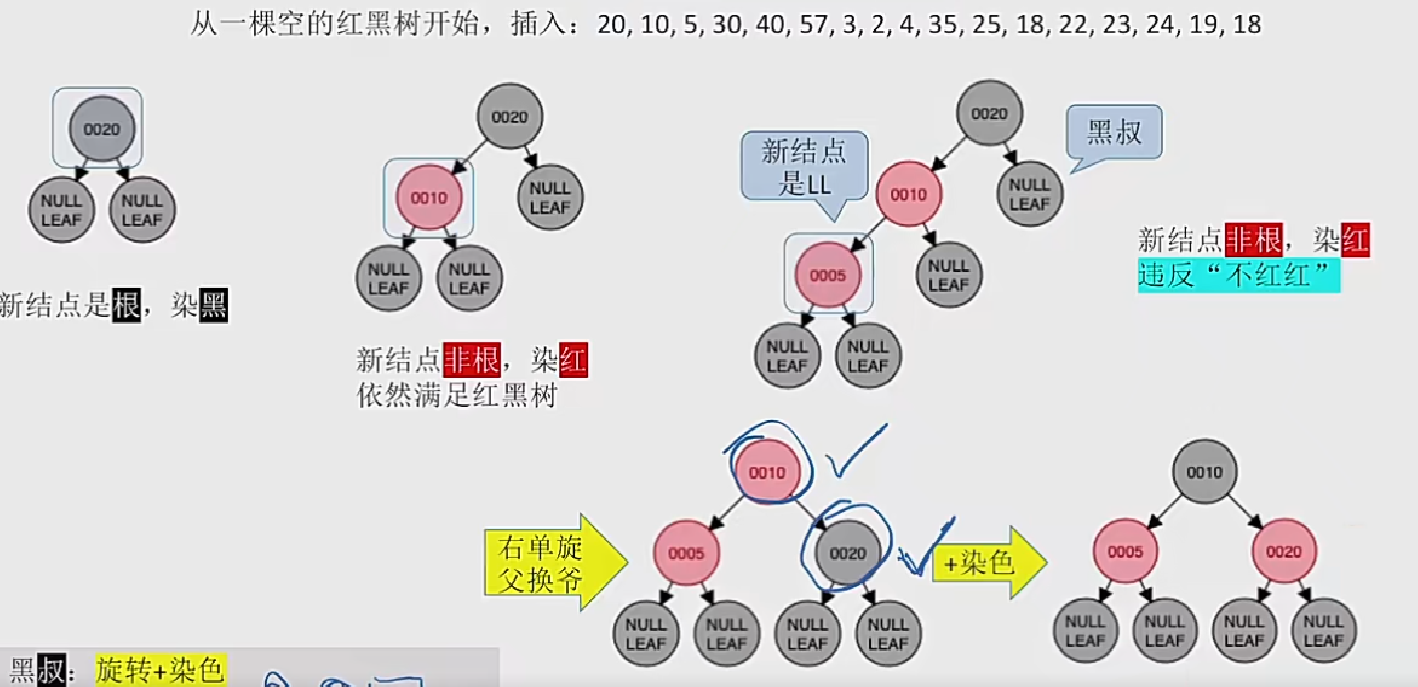 从一棵空的红黑树开始，插入：20, 10, 5, 30, 40, 57, 3, 2, 4, 35, 25, 18, 22, 23, 24, 19, 18
0020
NULL LEAF
NULL LEAF
新结点是根，染黑
0020
0010
NULL LEAF
NULL LEAF
NULL LEAF
新结点非根，染红
依然满足红黑树
新结点
是LL
黑叔
0020
0010
NULL LEAF
0005
NULL LEAF
NULL LEAF
NULL LEAF
新结点非根，染红
违反“不红红”
右单旋
父换爷
0010
0005
0020
NULL LEAF
NULL LEAF
NULL LEAF
NULL LEAF
+染色
0010
0005
0020
NULL LEAF
NULL LEAF
NULL LEAF
NULL LEAF
黑叔：旋转+染色